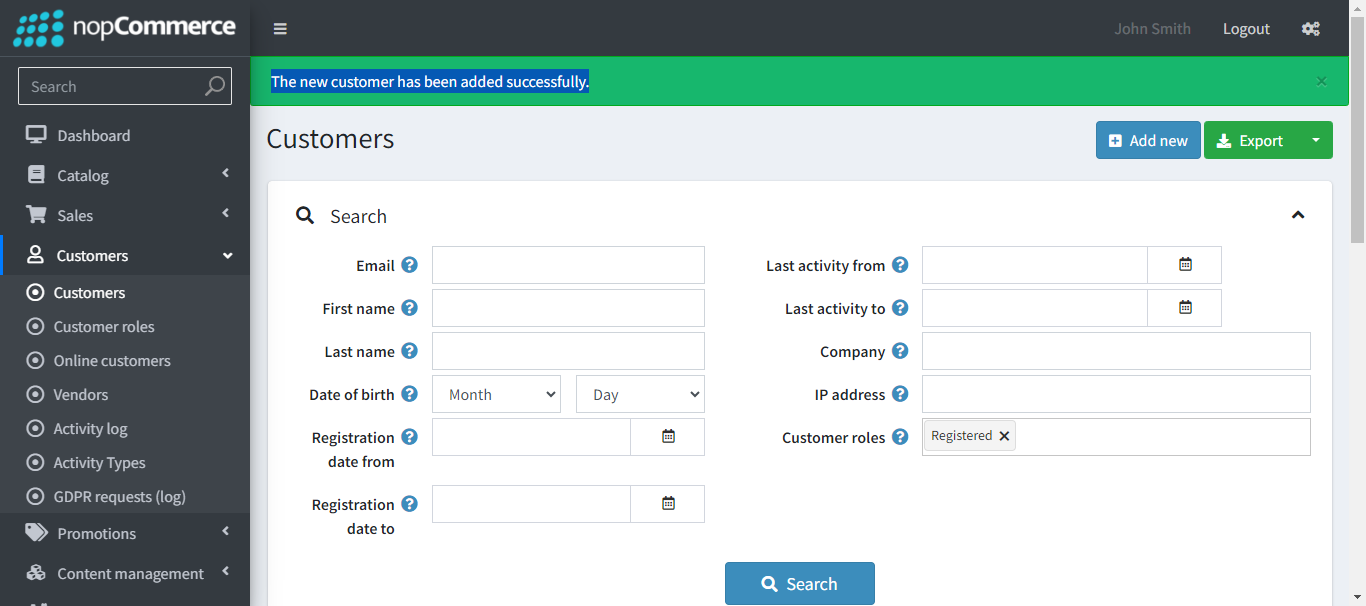 nopCommerce
John Smith
Logout
Search
The new customer has been added successfully.
×
Dashboard
Catalog
Sales
Customers
Customers
Customer roles
Online customers
Vendors
Activity log
Activity Types
GDPR requests (log)
Promotions
Content management
Customers
Add new
Export
Search
Email
First name
Last name
Date of birth
Month
Day
Registration
date from
Registration
date to
Last activity from
Last activity to
Company
IP address
Customer roles
Registered ×
Search